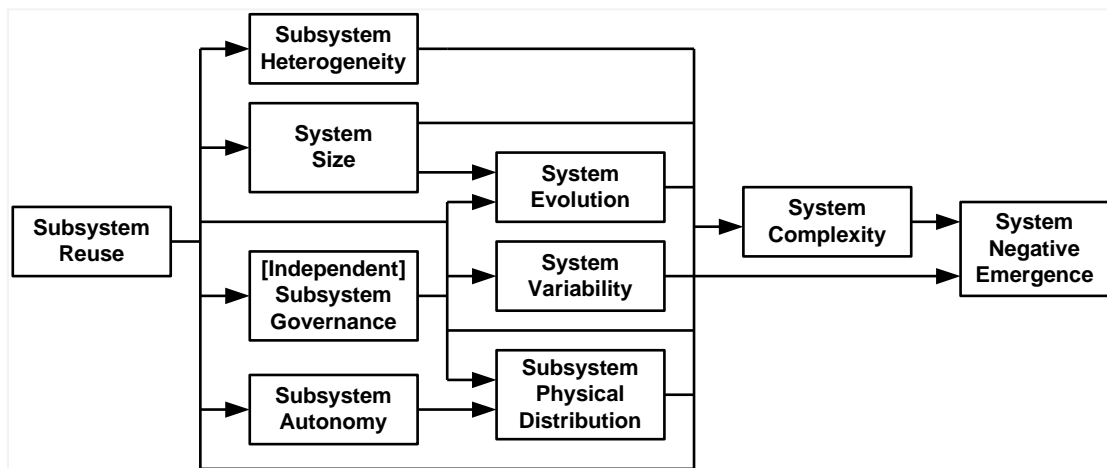 Subsystem
Heterogeneity
System
Size
System
Evolution
Subsystem
Reuse
System
Complexity
System
Negative
Emergence
[Independent]
Subsystem
Governance
System
Variability
Subsystem
Autonomy
Subsystem
Physical
Distribution